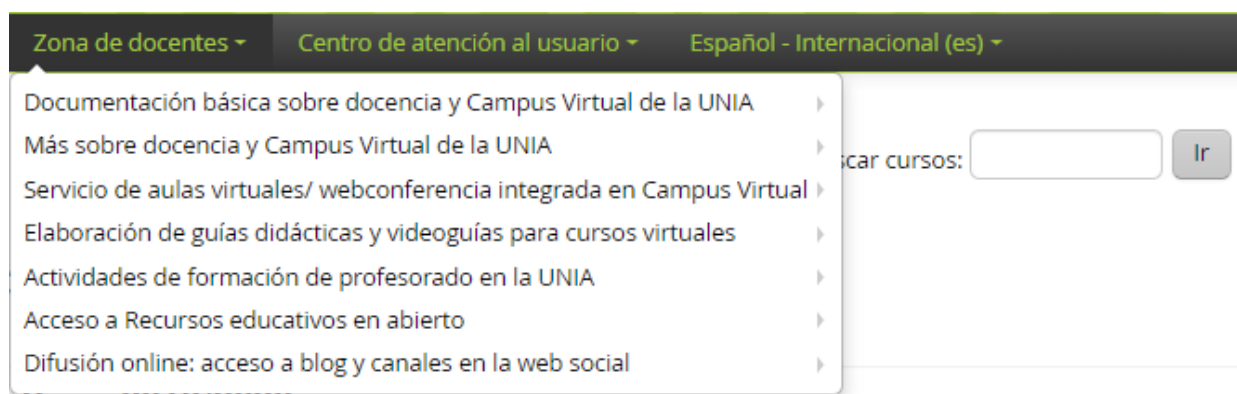 Zona de docentes Centro de atención al usuario Español - Internacional (es)
Documentación básica sobre docencia y Campus Virtual de la UNIA
Más sobre docencia y Campus Virtual de la UNIA
scar cursos: Ir
Servicio de aulas virtuales/ webconferencia integrada en Campus Virtual
Elaboración de guías didácticas y videoguías para cursos virtuales
Actividades de formación de profesorado en la UNIA
Acceso a Recursos educativos en abierto
Difusión online: acceso a blog y canales en la web social